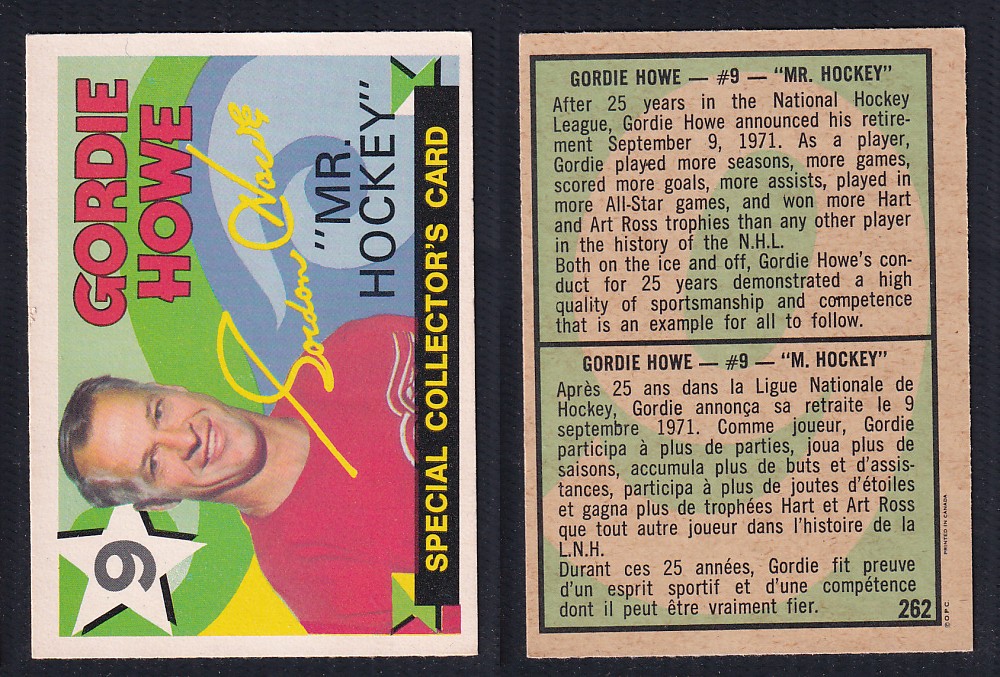 GORDIE
HOWE
9
Gordon Howe
"MR.
HOCKEY"
SPECIAL COLLECTOR'S CARD
GORDIE HOWE — #9 — "MR. HOCKEY"
After 25 years in the National Hockey
League, Gordie Howe announced his retire-
ment September 9, 1971. As a player,
Gordie played more seasons, more games,
scored more goals, more assists, played in
more All-Star games, and won more Hart
and Art Ross trophies than any other player
in the history of the N.H.L.
Both on the ice and off, Gordie Howe's con-
duct for 25 years demonstrated a high
quality of sportsmanship and competence
that is an example for all to follow.
GORDIE HOWE — #9 — "M. HOCKEY"
Après 25 ans dans la Ligue Nationale de
Hockey, Gordie annonça sa retraite le 9
septembre 1971. Comme joueur, Gordie
participa à plus de parties, joua plus de
saisons, accumula plus de buts et d'assis-
tances, participa à plus de joutes d'étoiles
et gagna plus de trophées Hart et Art Ross
que tout autre joueur dans l'histoire de la
L.N.H.
Durant ces 25 années, Gordie fit preuve
d'un esprit sportif et d'une compétence
dont il peut être vraiment fier.
262
© O.P.C. PRINTED IN CANADA